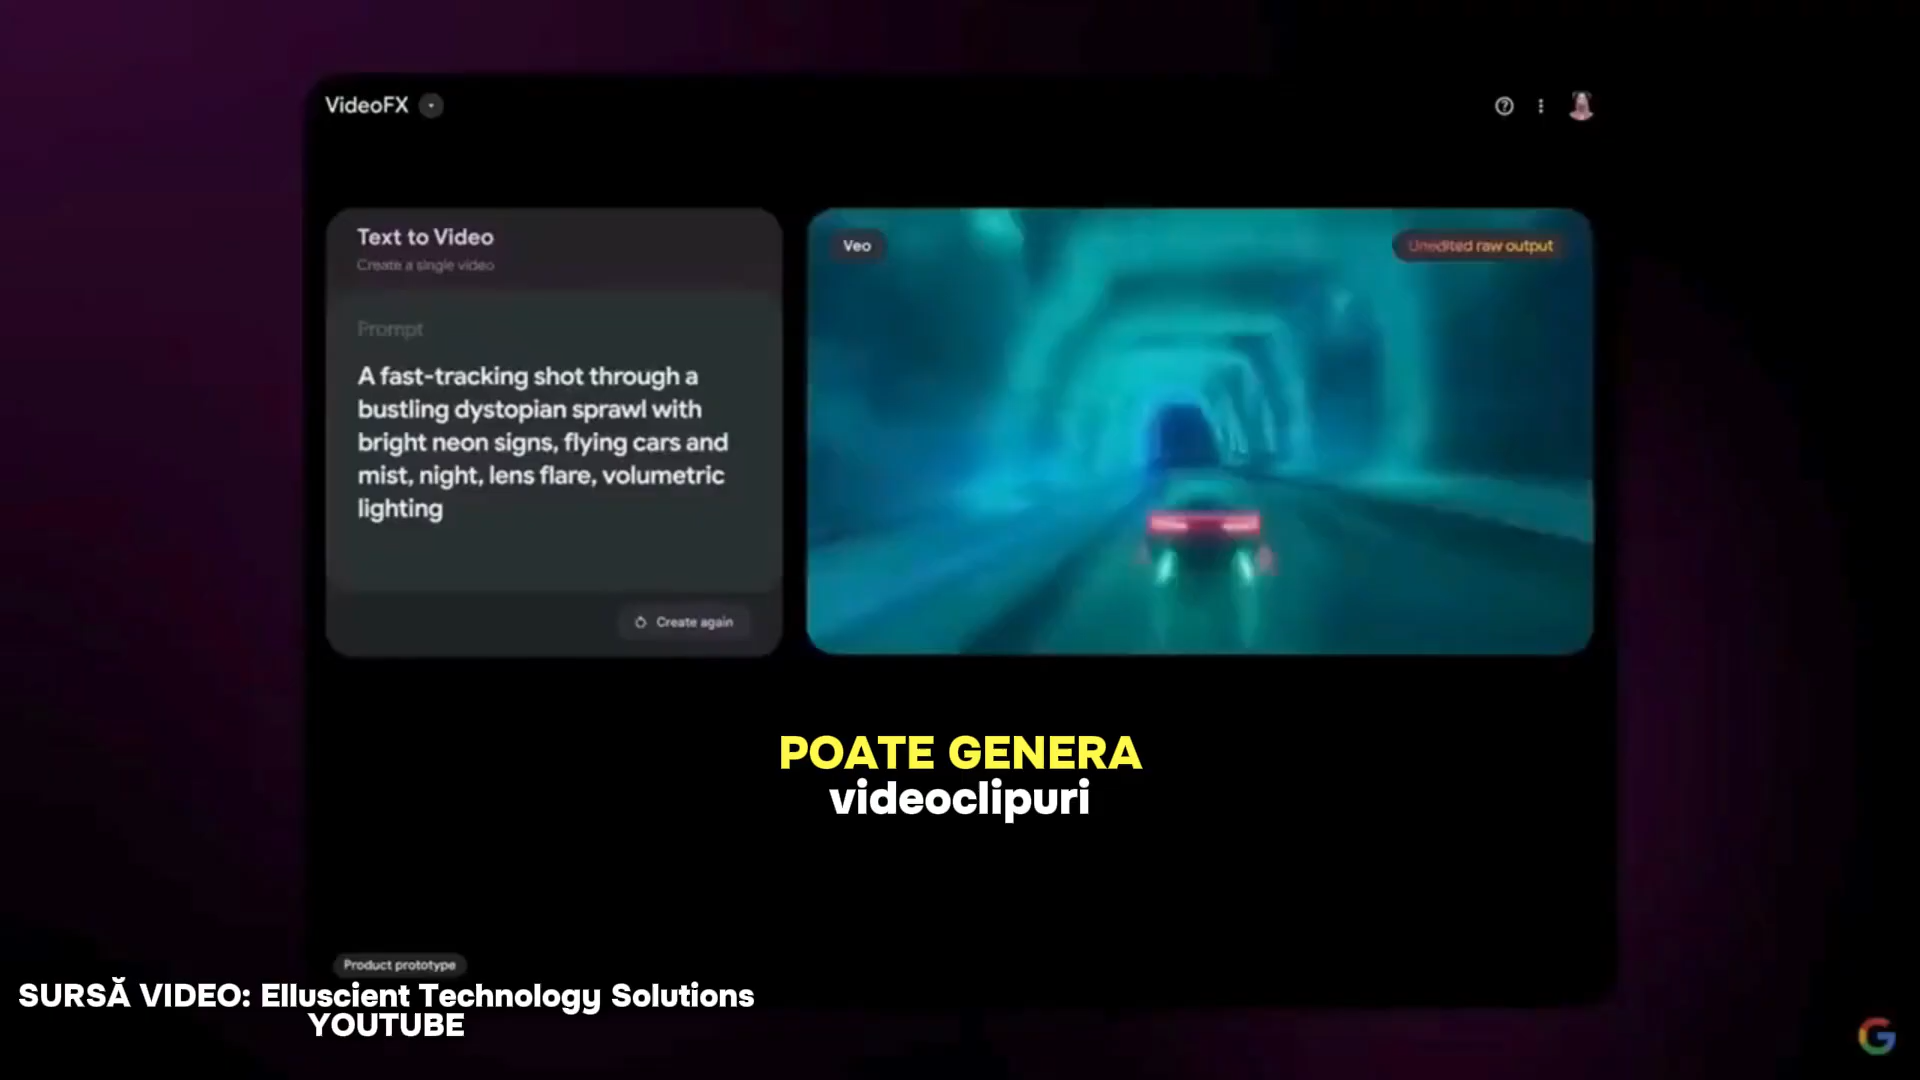 VideoFX
Text to Video
Create a single video
Prompt
A fast-tracking shot through a
bustling dystopian sprawl with
bright neon signs, flying cars and
mist, night, lens flare, volumetric
lighting
Create again
Veo
Unedited raw output
POATE GENERA
videoclipuri
Product prototype
SURSĂ VIDEO: Elluscient Technology Solutions
YOUTUBE